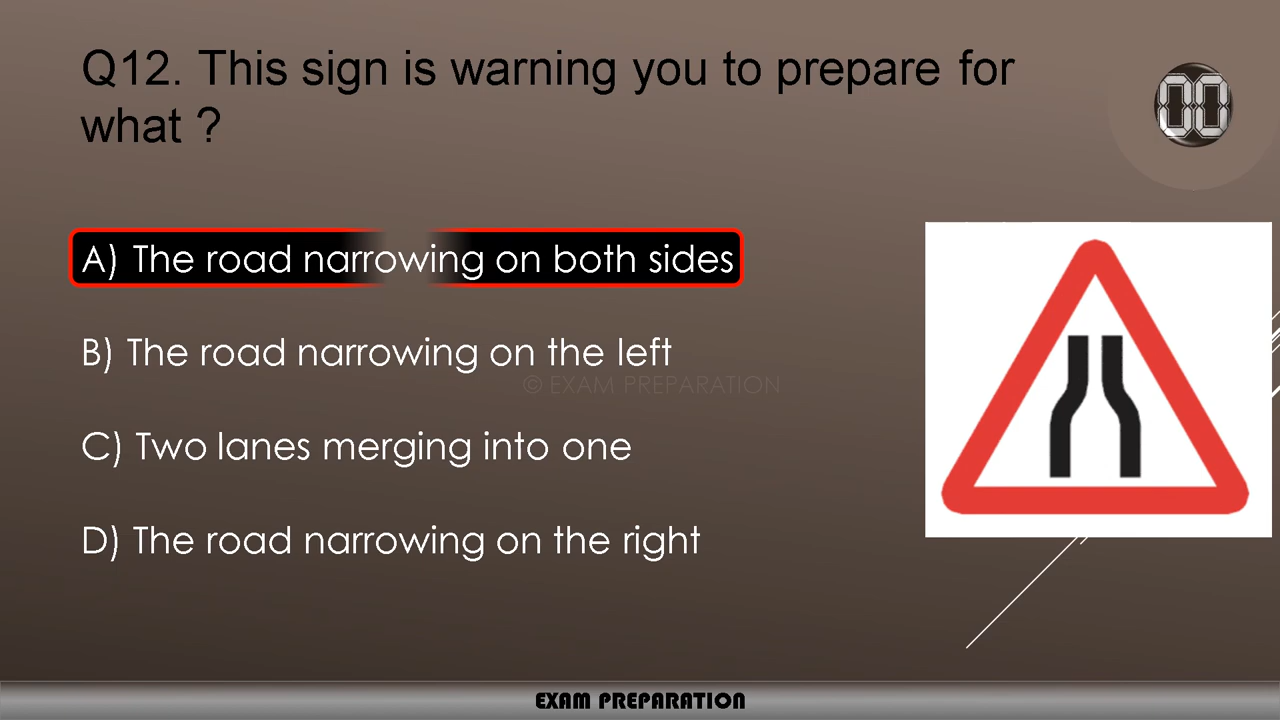 Q12. This sign is warning you to prepare for
what ?
00
A) The road narrowing on both sides
B) The road narrowing on the left
© EXAM PREPARATION
C) Two lanes merging into one
D) The road narrowing on the right
EXAM PREPARATION